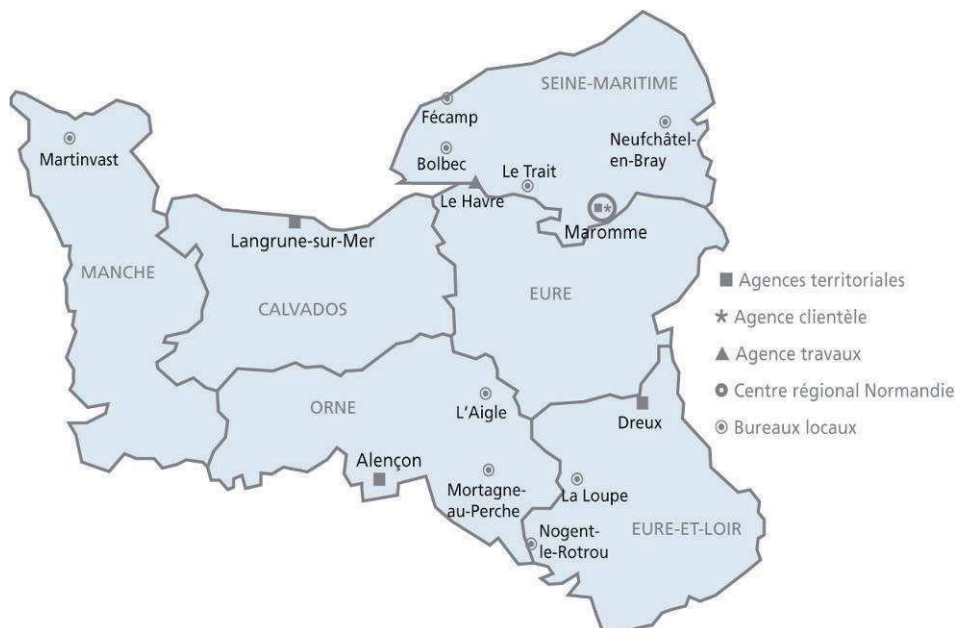 SEINE-MARITIME
Fécamp
Neufchâtel-
en-Bray
Martinvast
Bolbec
Le Trait
Le Havre
Maromme
Langrune-sur-Mer
MANCHE
CALVADOS
EURE
ORNE
L'Aigle
Dreux
Alençon
Mortagne-
au-Perche
La Loupe
Nogent-
le-Rotrou
EURE-ET-LOIR
Agences territoriales
Agence clientèle
Agence travaux
Centre régional Normandie
Bureaux locaux